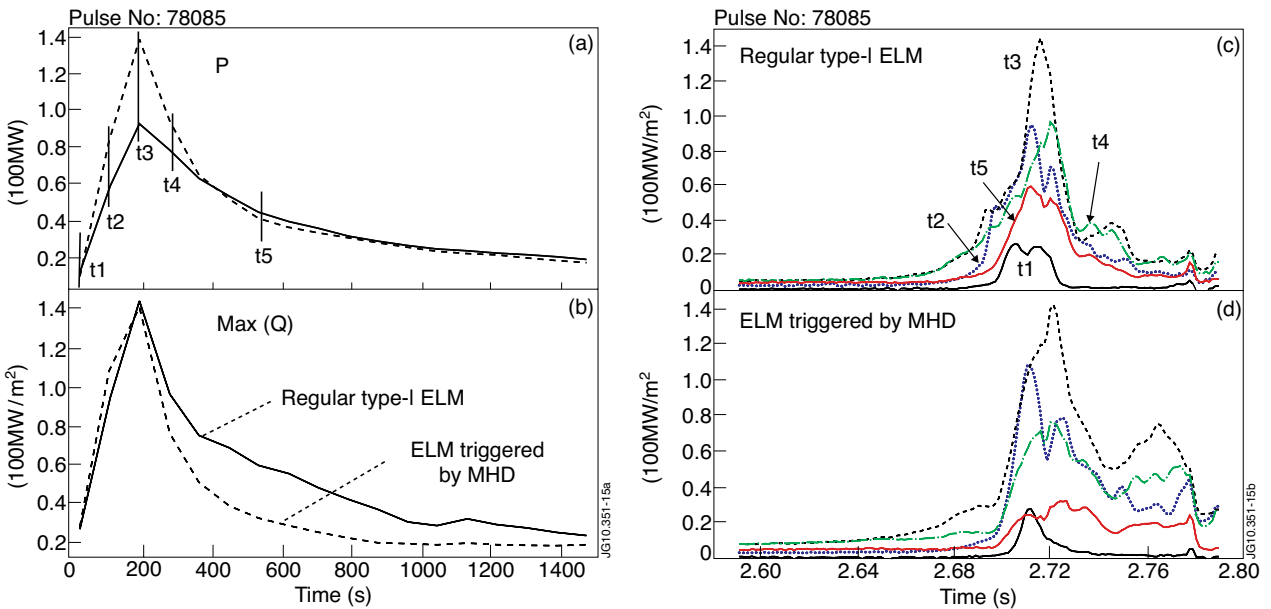 Pulse No: 78085
(a)
P
1.4
1.2
1.0
0.8
0.6
0.4
0.2
(100MW)
t1
t2
t3
t4
t5
(b)
Max (Q)
1.4
1.2
1.0
0.8
0.6
0.4
0.2
(100MW/m²)
Regular type-I ELM
ELM triggered
by MHD
0
200
400
600
800
1000
1200
1400
Time (s)
JG10.351-15a
Pulse No: 78085
(c)
Regular type-I ELM
1.4
1.2
1.0
0.8
0.6
0.4
0.2
0
(100MW/m²)
t3
t4
t5
t2
t1
(d)
ELM triggered by MHD
1.4
1.2
1.0
0.8
0.6
0.4
0.2
0
(100MW/m²
2.60
2.64
2.68
2.72
2.76
2.80
Time (s)
JG10.351-15b